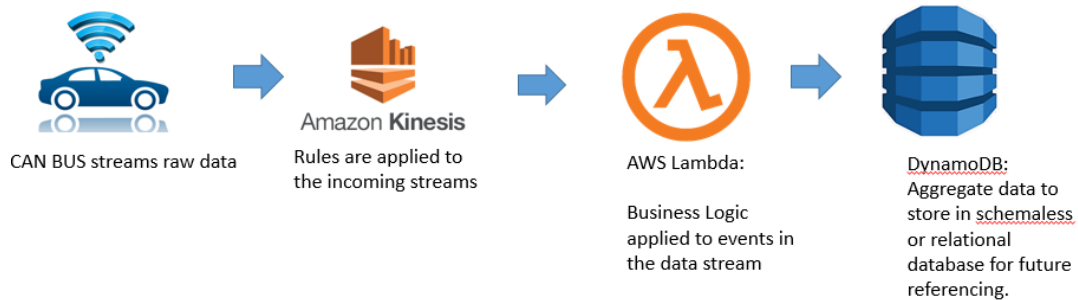 CAN BUS streams raw data
Amazon Kinesis
Rules are applied to
the incoming streams
λ
AWS Lambda:
Business Logic
applied to events in
the data stream
DynamoDB:
Aggregate data to
store in schemaless
or relational
database for future
referencing.